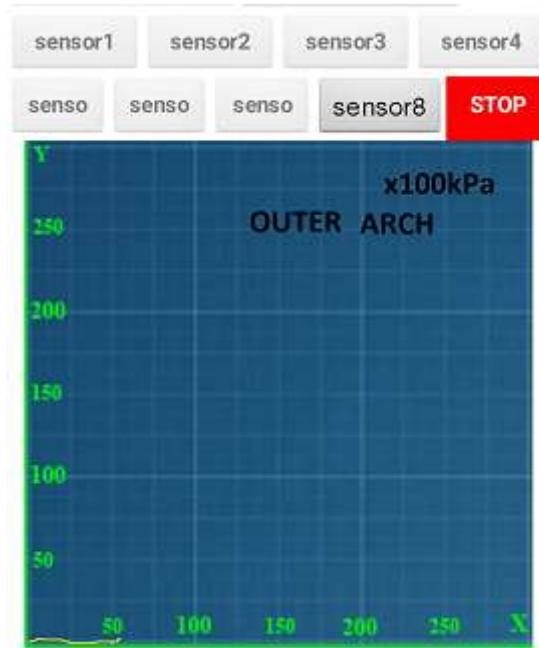 sensor1 sensor2 sensor3 sensor4
senso senso senso sensor8 STOP
Y
x100kPa
250 OUTER ARCH
200
150
100
50
50 100 150 200 250 X